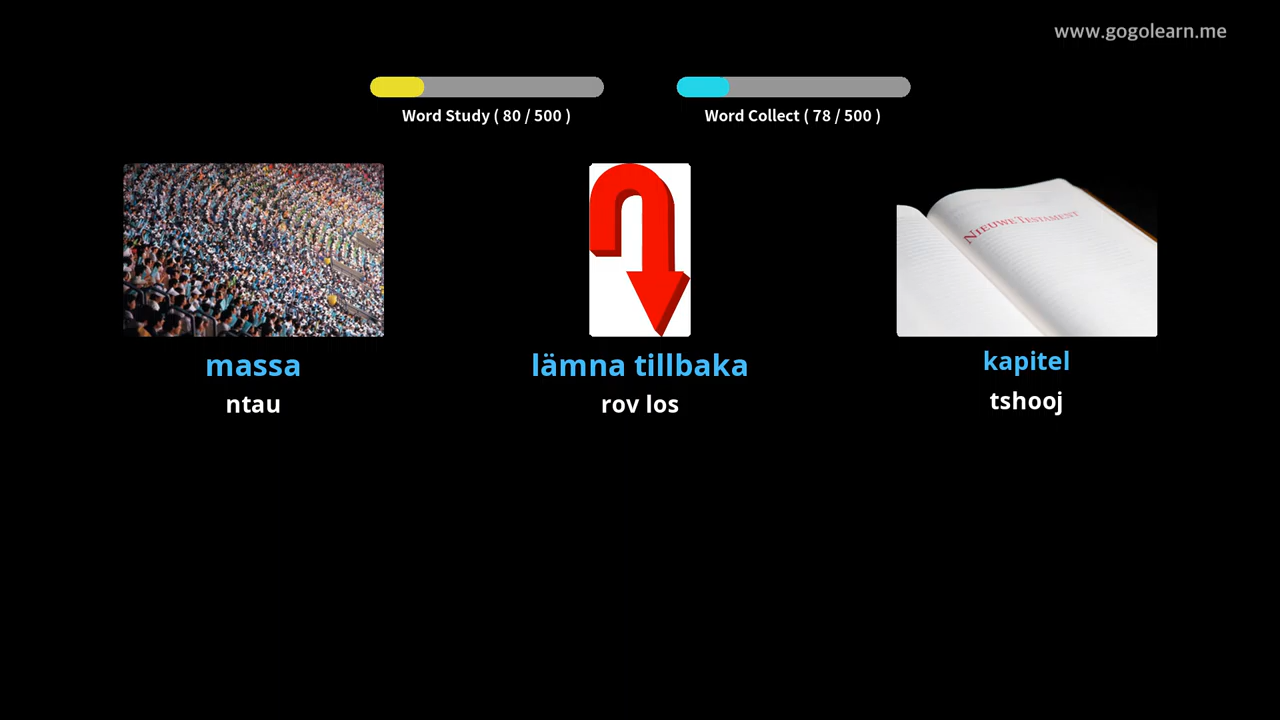 www.gogolearn.me
Word Study ( 80 / 500 )
Word Collect ( 78 / 500 )
NIEUWE TESTAMENT
massa
lämna tillbaka
kapitel
ntau
rov los
tshooj